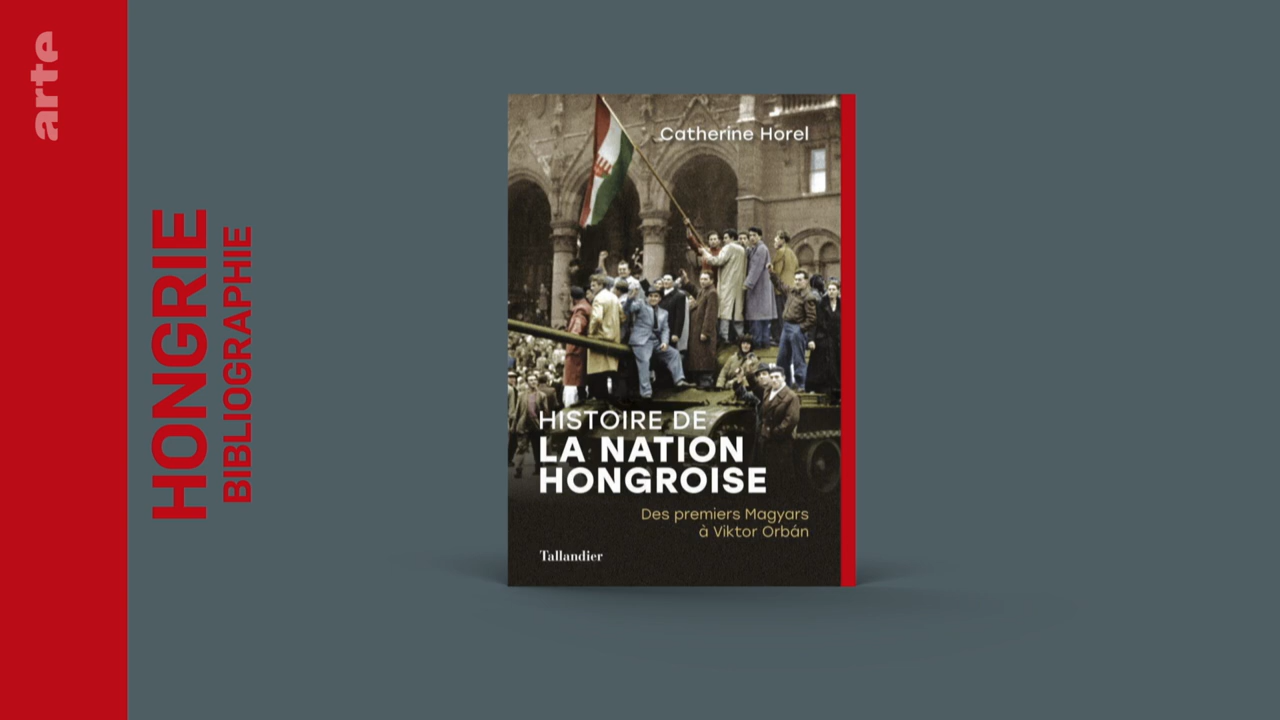 arte
HONGRIE
BIBLIOGRAPHIE
Catherine Horel
HISTOIRE DE
LA NATION
HONGROISE
Des premiers Magyars
à Viktor Orbán
Tallandier